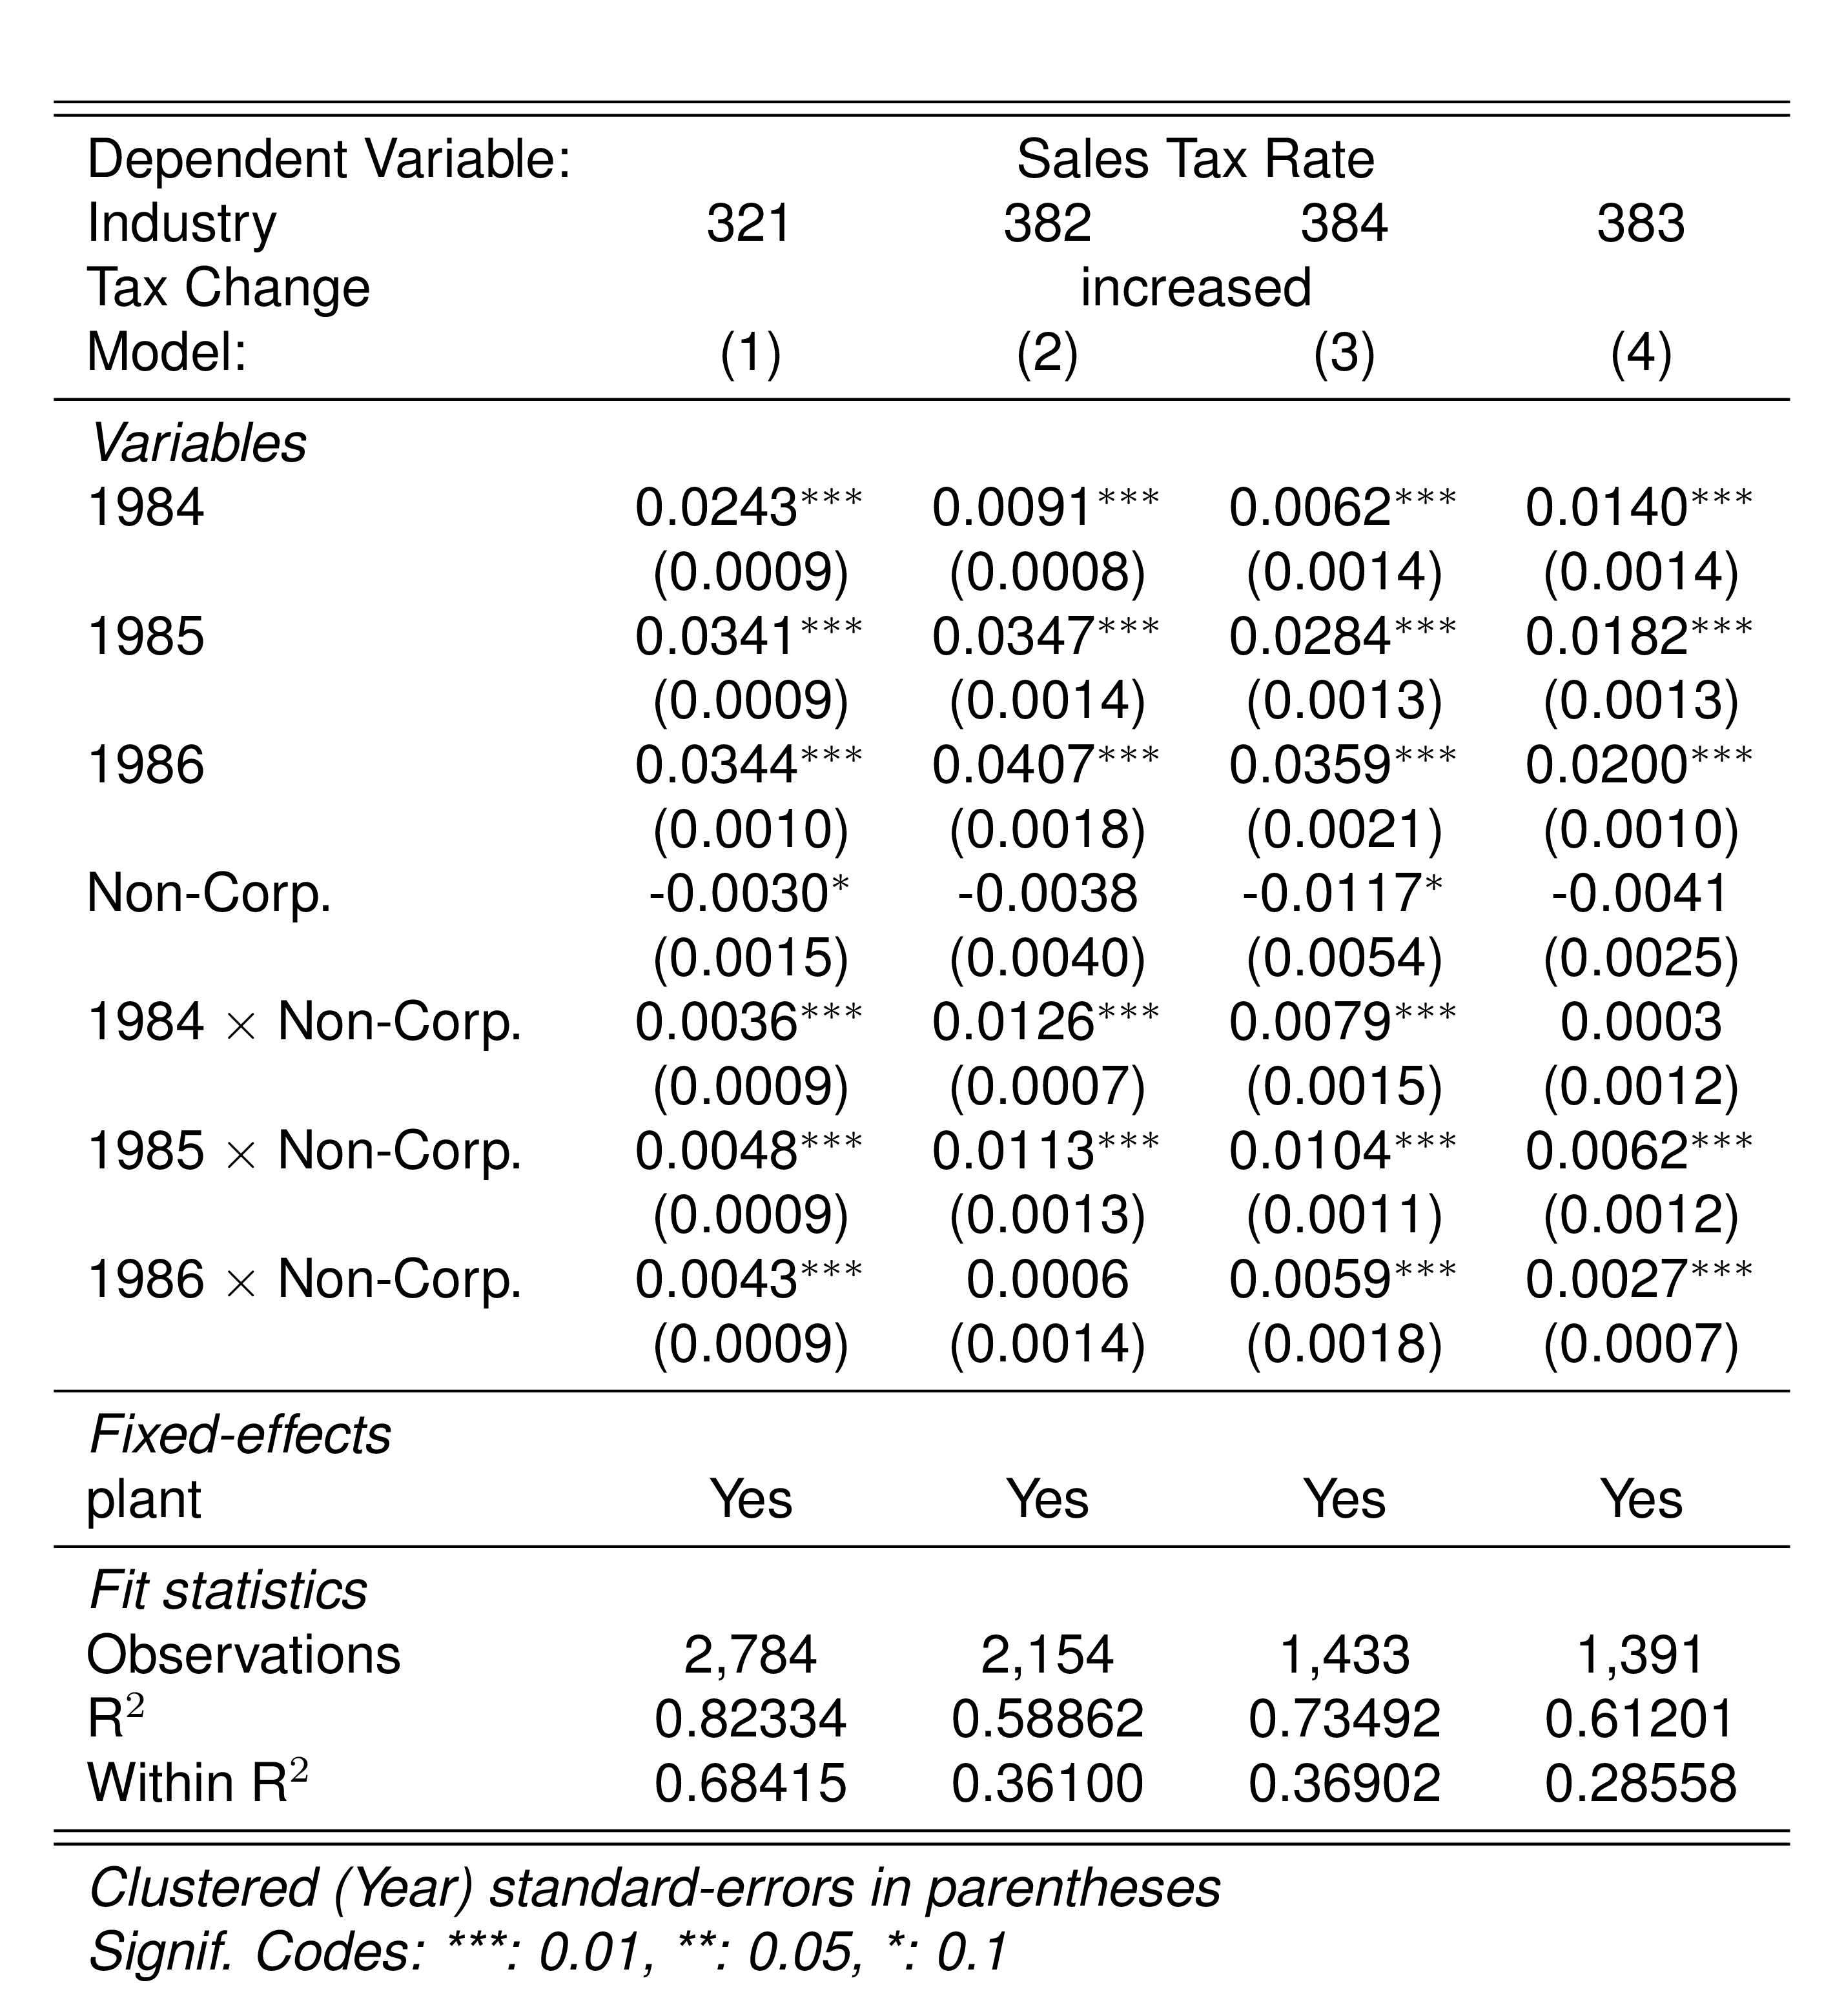 Dependent Variable: Sales Tax Rate
Industry 321 382 384 383
Tax Change increased
Model: (1) (2) (3) (4)
Variables
1984 0.0243*** 0.0091*** 0.0062*** 0.0140***
(0.0009) (0.0008) (0.0014) (0.0014)
1985 0.0341*** 0.0347*** 0.0284*** 0.0182***
(0.0009) (0.0014) (0.0013) (0.0013)
1986 0.0344*** 0.0407*** 0.0359*** 0.0200***
(0.0010) (0.0018) (0.0021) (0.0010)
Non-Corp. -0.0030* -0.0038 -0.0117* -0.0041
(0.0015) (0.0040) (0.0054) (0.0025)
1984 × Non-Corp. 0.0036*** 0.0126*** 0.0079*** 0.0003
(0.0009) (0.0007) (0.0015) (0.0012)
1985 × Non-Corp. 0.0048*** 0.0113*** 0.0104*** 0.0062***
(0.0009) (0.0013) (0.0011) (0.0012)
1986 × Non-Corp. 0.0043*** 0.0006 0.0059*** 0.0027***
(0.0009) (0.0014) (0.0018) (0.0007)
Fixed-effects
plant Yes Yes Yes Yes
Fit statistics
Observations 2,784 2,154 1,433 1,391
R² 0.82334 0.58862 0.73492 0.61201
Within R² 0.68415 0.36100 0.36902 0.28558
Clustered (Year) standard-errors in parentheses
Signif. Codes: ***: 0.01, **: 0.05, *: 0.1